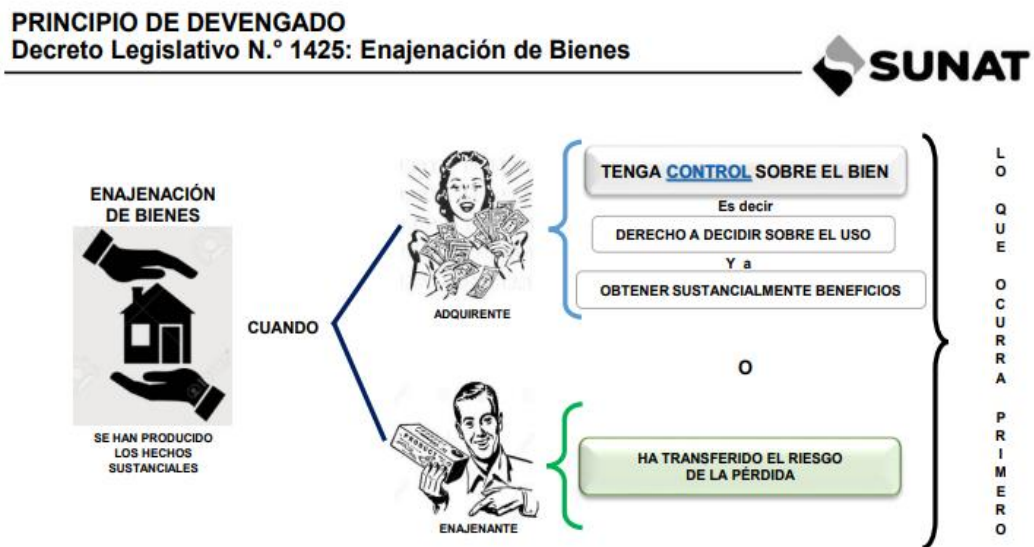 PRINCIPIO DE DEVENGADO
Decreto Legislativo N.° 1425: Enajenación de Bienes
SUNAT
ENAJENACIÓN
DE BIENES
SE HAN PRODUCIDO
LOS HECHOS
SUSTANCIALES
CUANDO
ADQUIRENTE
TENGA CONTROL SOBRE EL BIEN
Es decir
DERECHO A DECIDIR SOBRE EL USO
Y a
OBTENER SUSTANCIALMENTE BENEFICIOS
O
PRODUCT
ENAJENANTE
HA TRANSFERIDO EL RIESGO
DE LA PÉRDIDA
LO QUE OCURRA PRIMERO